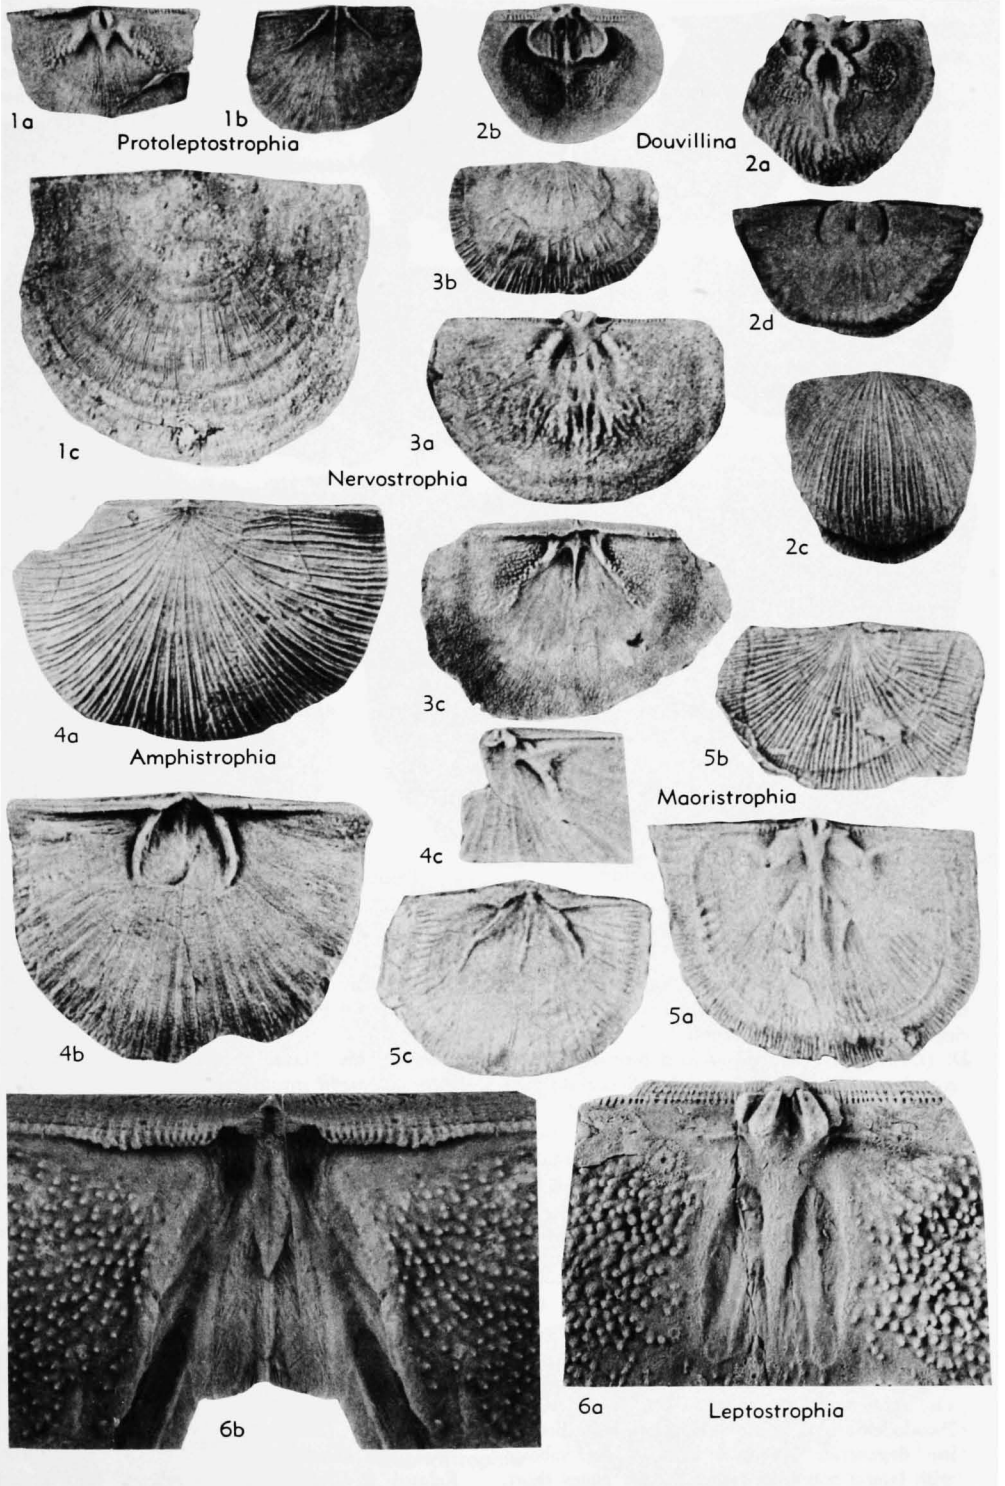 1a
1b
Protoleptostrophia
2b
Douvillina
2a
3b
2d
1c
3a
Nervostrophia
2c
3c
4a
Amphistrophia
5b
Maoristrophia
4c
4b
5c
5a
6b
6a
Leptostrophia